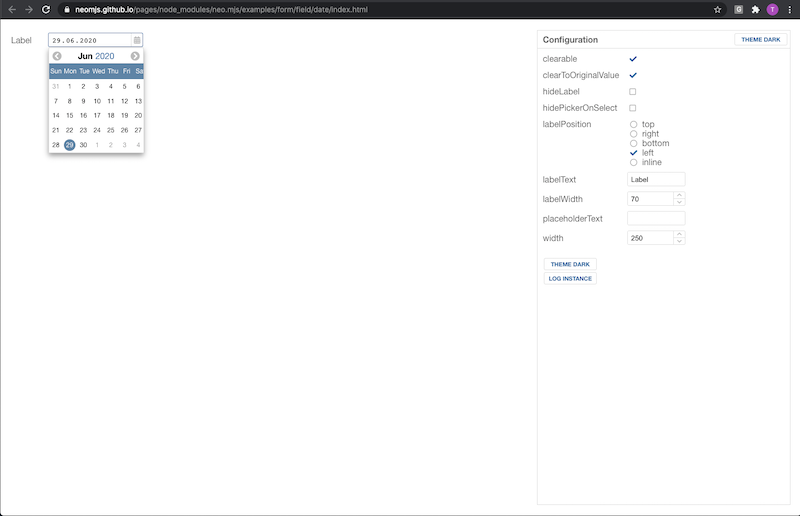 neomjs.github.io/pages/node_modules/neo.mjs/examples/form/field/date/index.html
G
T
Label 29.06.2020
Jun 2020
Sun Mon Tue Wed Thu Fri Sa
31 1 2 3 4 5 6
7 8 9 10 11 12 13
14 15 16 17 18 19 20
21 22 23 24 25 26 27
28 29 30 1 2 3 4
Configuration THEME DARK
clearable
clearToOriginalValue
hideLabel
hidePickerOnSelect
labelPosition top
right
bottom
left
inline
labelText Label
labelWidth 70
placeholderText
width 250
THEME DARK
LOG INSTANCE